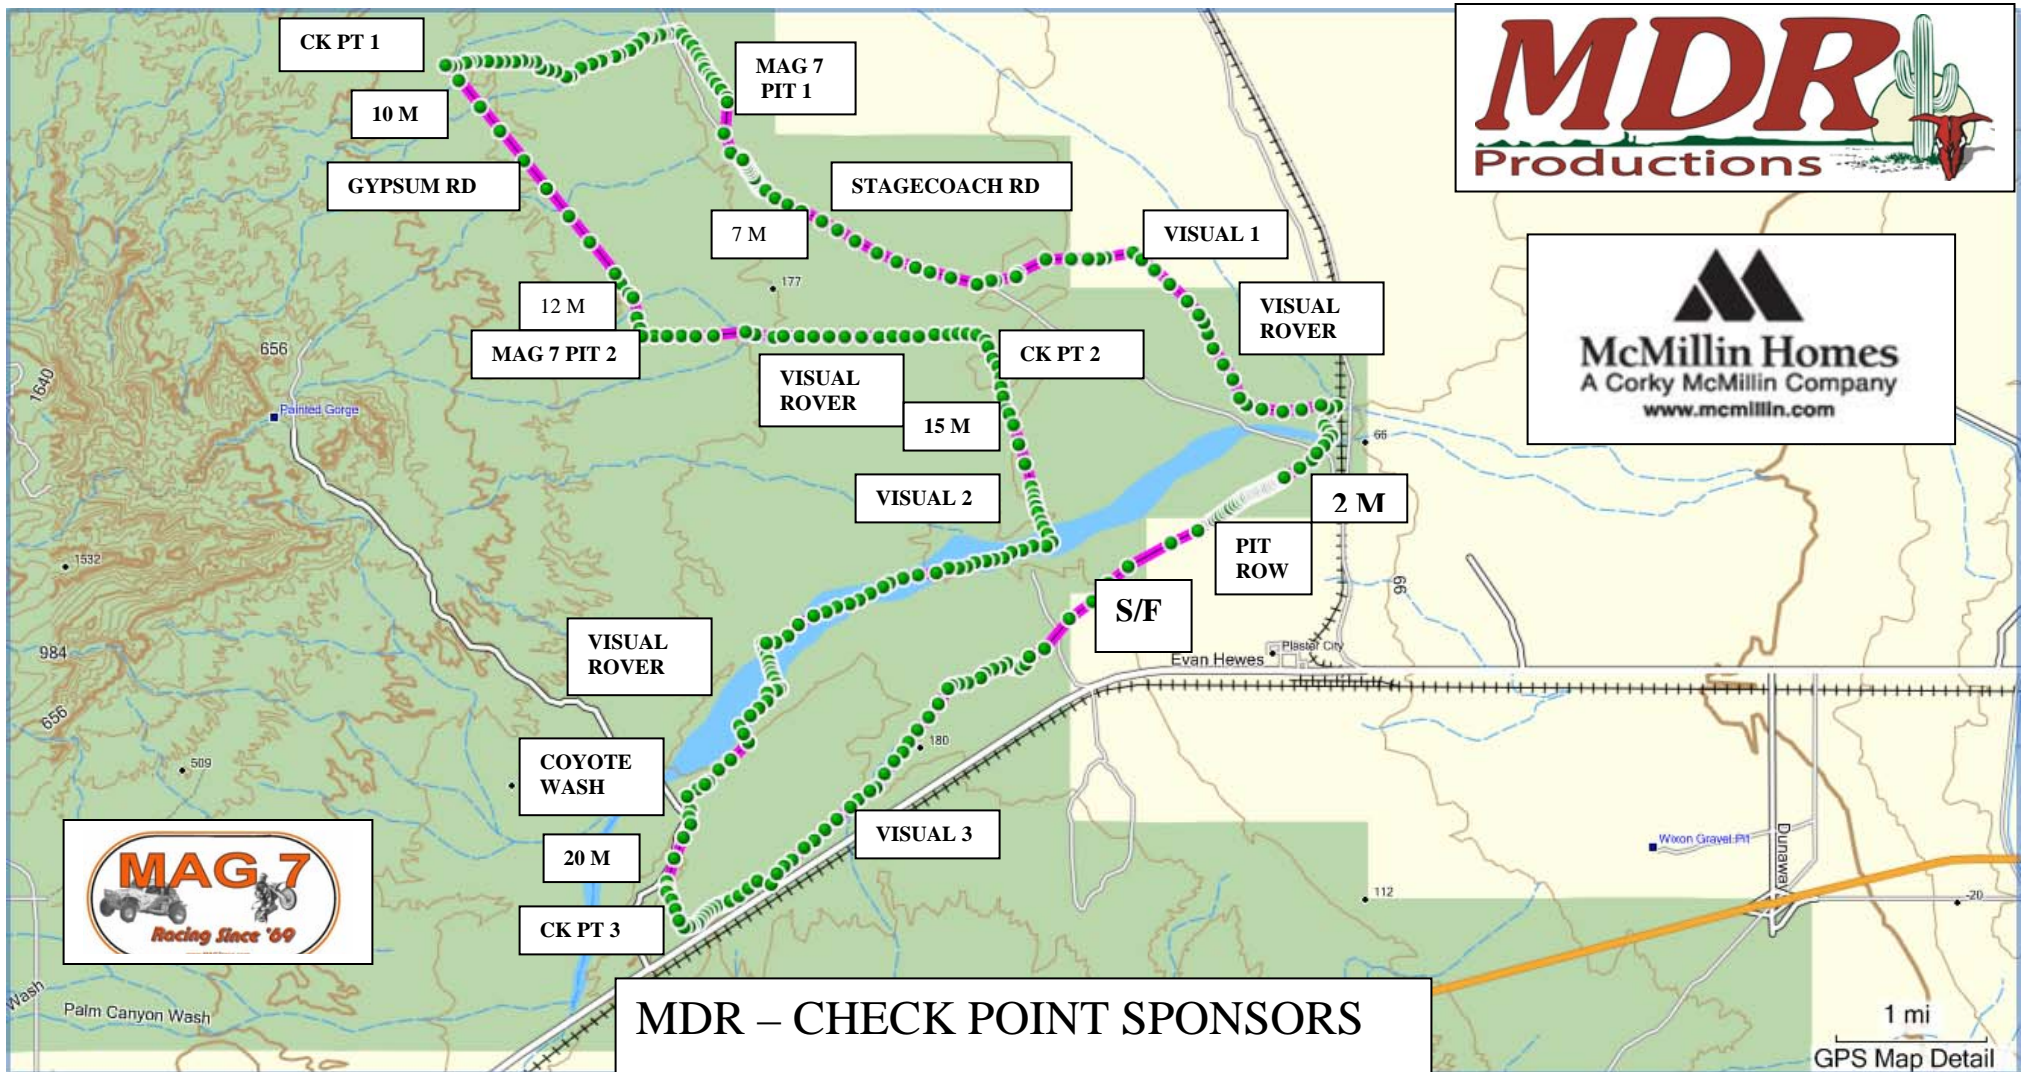 CK PT 1
MAG 7
PIT 1
10 M
GYPSUM RD
STAGECOACH RD
7 M
VISUAL 1
177
12 M
VISUAL
ROVER
MAG 7 PIT 2
CK PT 2
656
1640
Painted Gorge
VISUAL
ROVER
15 M
66
VISUAL 2
2 M
PIT
ROW
1532
66
S/F
VISUAL
ROVER
984
Evan Hewes
Plaster City
656
180
509
COYOTE
WASH
VISUAL 3
20 M
Wixon Gravel Pit
Dunaway
112
-20
CK PT 3
Wash
Palm Canyon Wash
MDR
Productions
McMillin Homes
A Corky McMillin Company
www.mcmillin.com
MAG 7
Racing Since '69
MDR – CHECK POINT SPONSORS
1 mi
GPS Map Detail